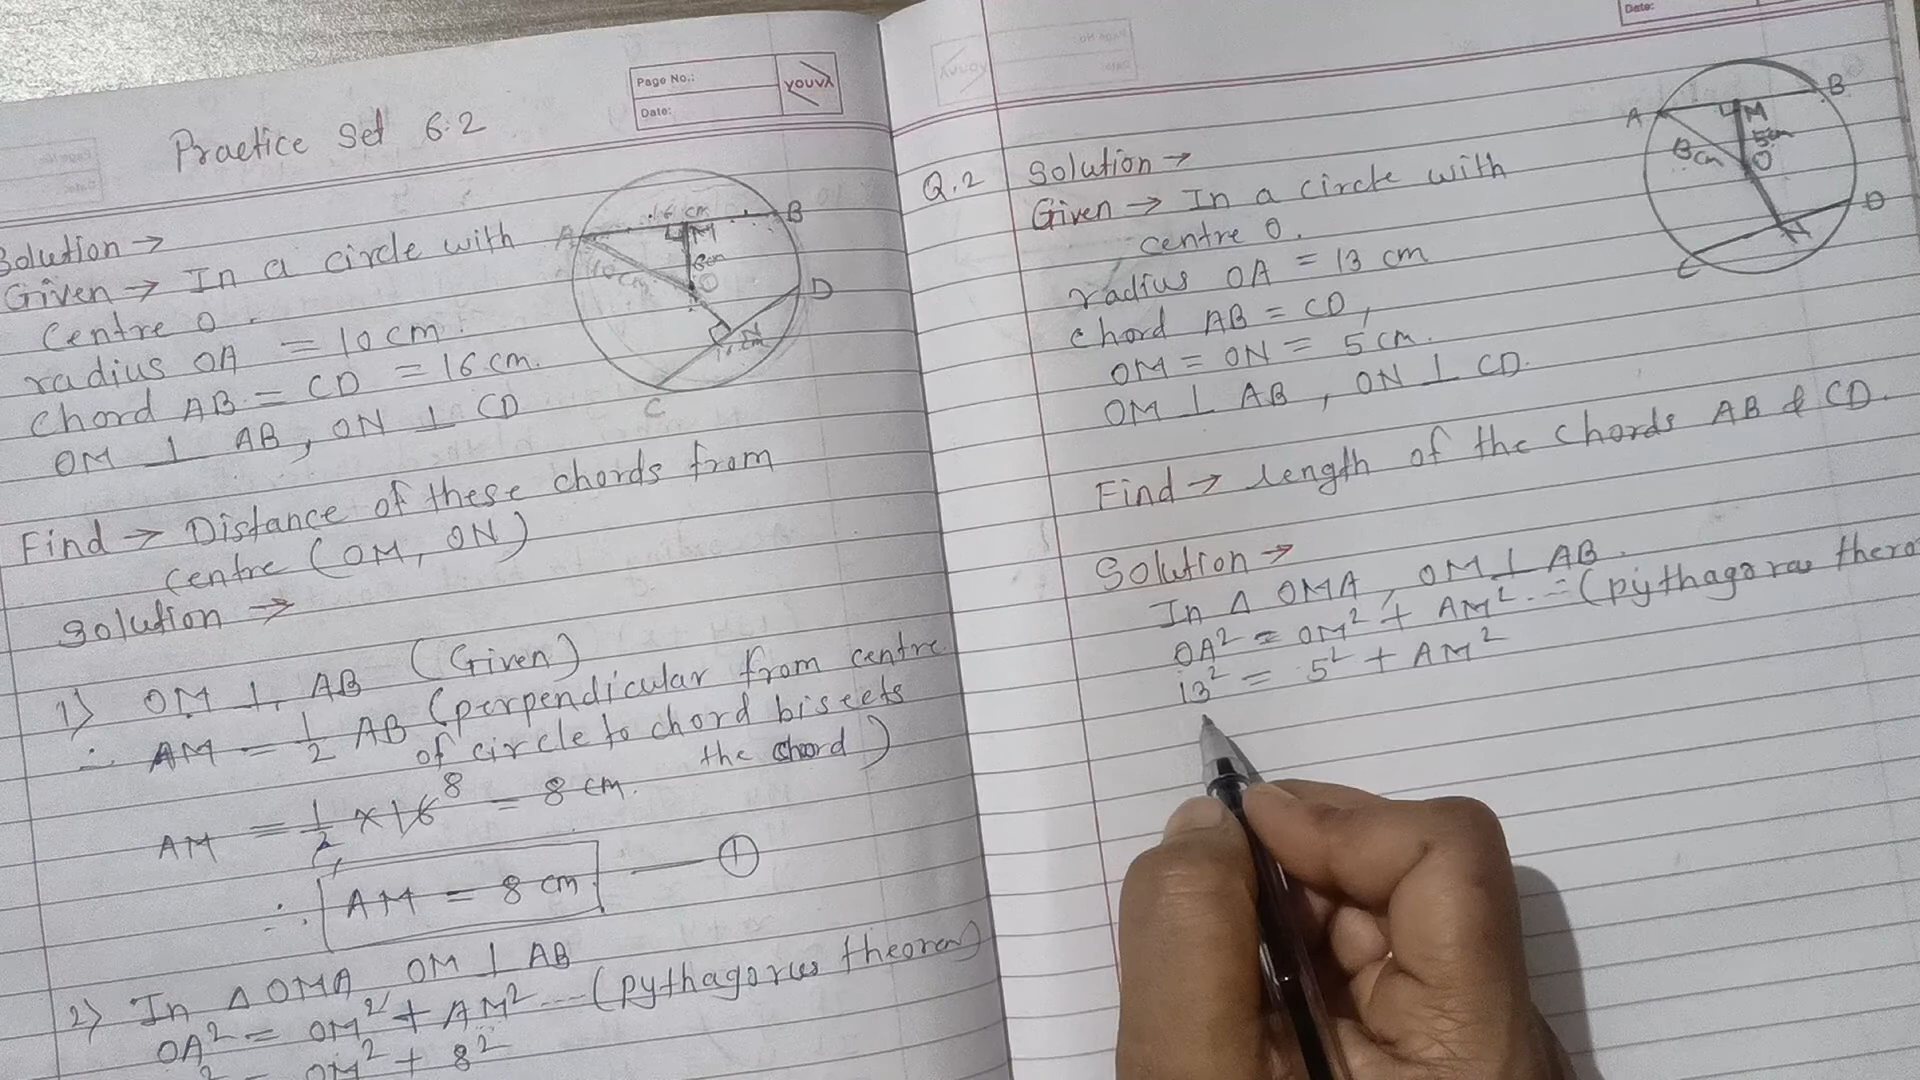 Page No.:
Date:
YOUVA
Practice Set 6.2
Solution →
Given → In a circle with
Centre O.
radius OA = 10 cm.
Chord AB = CD = 16 cm.
OM ⊥ AB, ON ⊥ CD
A
16 cm
B
M
6cm
10 cm
O
D
N
16 cm
C
Find → Distance of these chords from
centre (OM, ON)
Solution →
1) OM ⊥ AB (Given)
∴ AM = 1/2 AB (perpendicular from centre
of circle to chord bisects
the chord)
AM = 1/2 × 16 8 = 8 cm.
∴ AM = 8 cm — ①
2) In △ OMA, OM ⊥ AB
OA² = OM² + AM² --- (pythagorus theorem)
OM² + 8²
Date:
Q.2 Solution →
Given → In a circle with
centre O.
radius OA = 13 cm
chord AB = CD,
OM = ON = 5 cm.
OM ⊥ AB, ON ⊥ CD.
A
B
M
5cm
O
D
N
C
Find → length of the chords AB & CD.
Solution →
In △ OMA, OM ⊥ AB.
OA² = OM² + AM² --- (pythagorus thero
13² = 5² + AM²